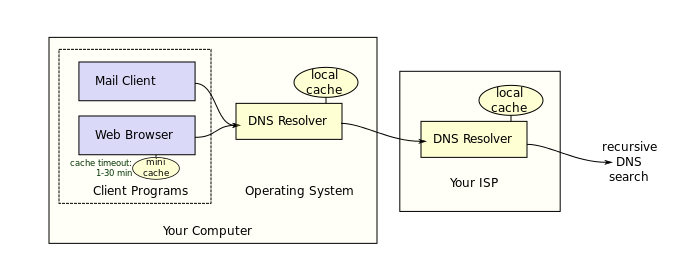 Mail Client
Web Browser
cache timeout:
1-30 min
mini
cache
Client Programs
local
cache
DNS Resolver
Operating System
Your Computer
local
cache
DNS Resolver
Your ISP
recursive
DNS
search